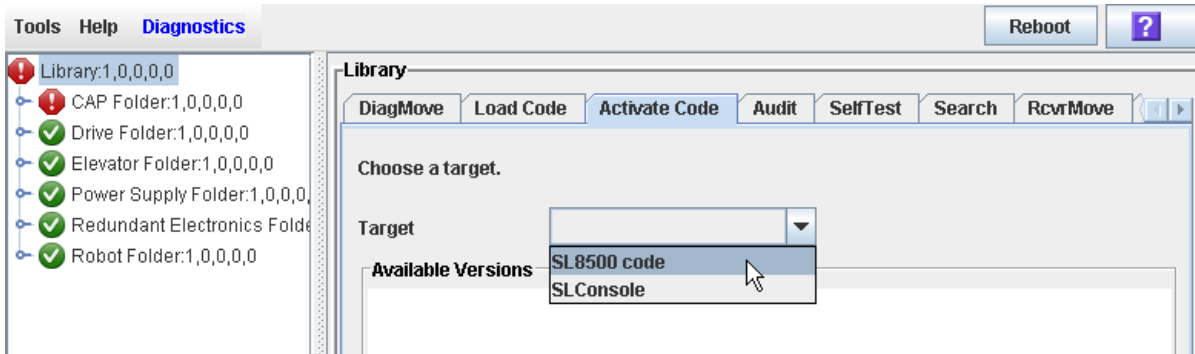 Tools Help Diagnostics
Reboot
?
Library:1,0,0,0,0
CAP Folder:1,0,0,0,0
Drive Folder:1,0,0,0,0
Elevator Folder:1,0,0,0,0
Power Supply Folder:1,0,0,0,
Redundant Electronics Folde
Robot Folder:1,0,0,0,0
Library
DiagMove Load Code Activate Code Audit SelfTest Search RcvrMove
Choose a target.
Target
SL8500 code
SLConsole
Available Versions